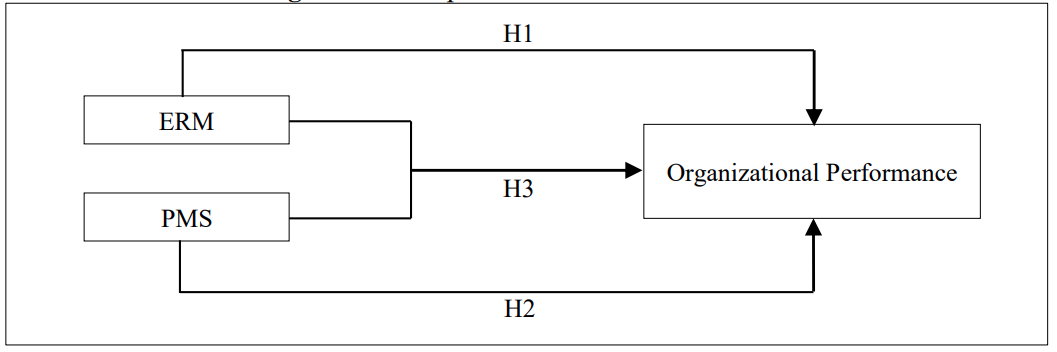 H1
ERM
Organizational Performance
H3
PMS
H2